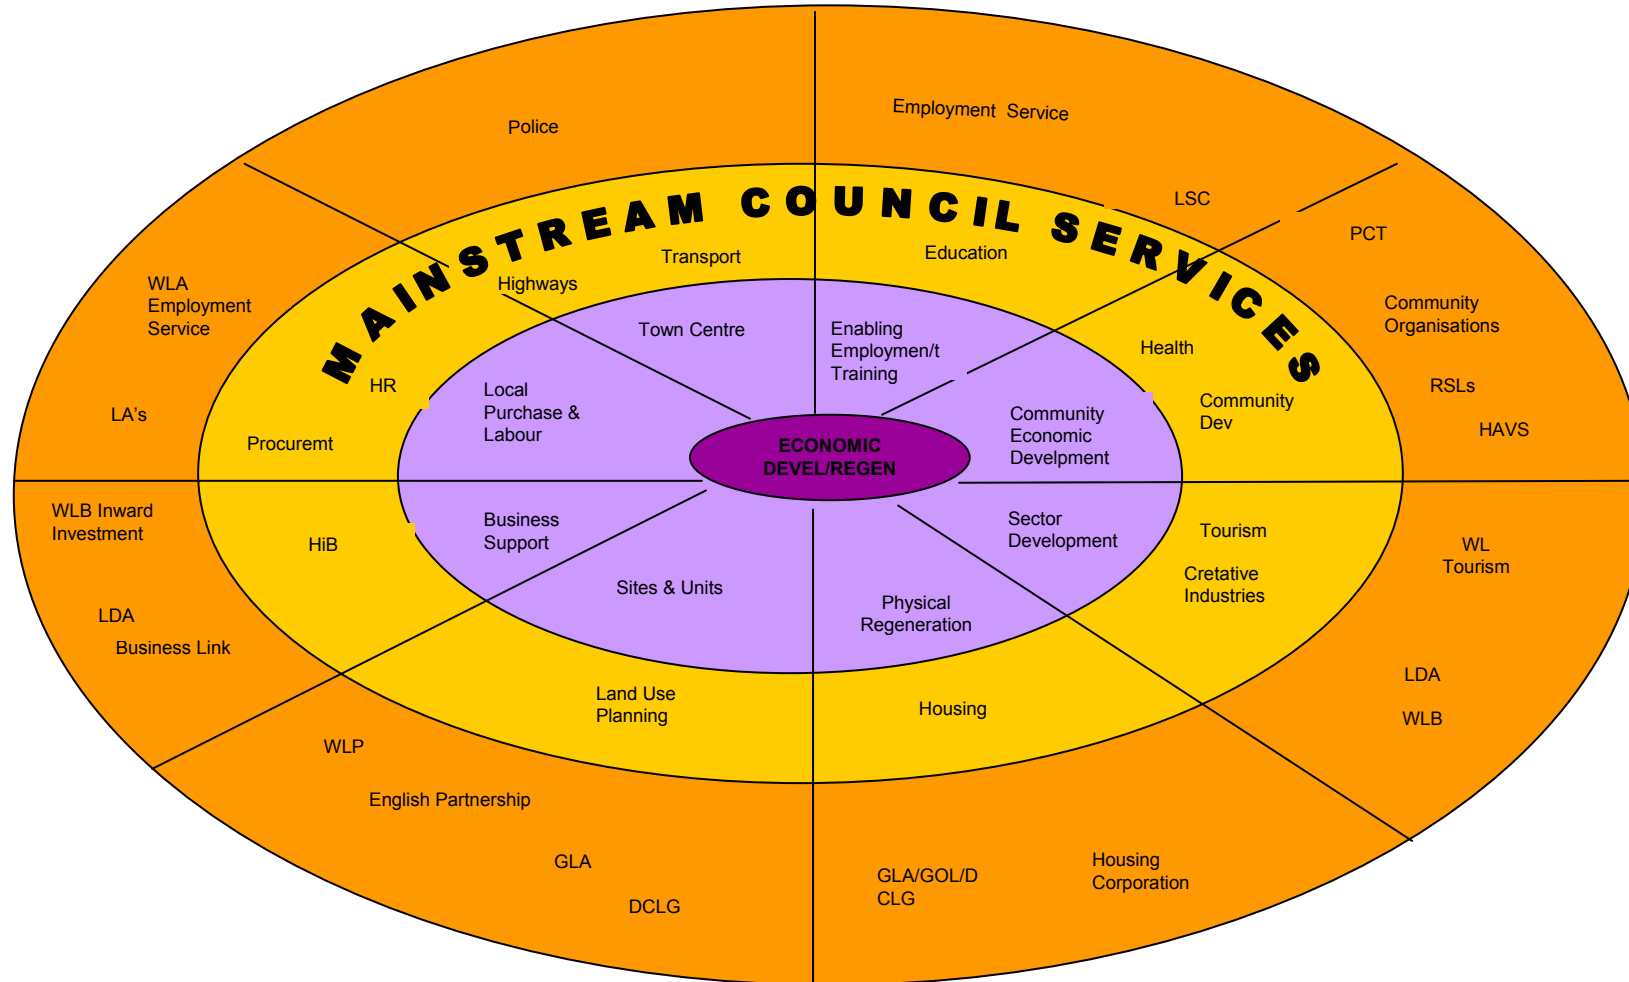 Police
Employment  Service
LSC
PCT
MAINSTREAM COUNCIL SERVICES
Transport
Education
Highways
WLA
Employment
Service
Community
Organisations
Town Centre
Enabling
Employmen/t
Training
Health
HR
Local
Purchase &
Labour
RSLs
Community
Dev
LA's
Community
Economic
Develpment
HAVS
Procuremt
ECONOMIC
DEVEL/REGEN
WLB Inward
Investment
HiB
Business
Support
Sector
Development
Tourism
WL
Tourism
Sites & Units
Physical
Regeneration
Cretative
Industries
LDA
Business Link
Land Use
Planning
Housing
LDA
WLB
WLP
English Partnership
GLA
DCLG
GLA/GOL/D
CLG
Housing
Corporation